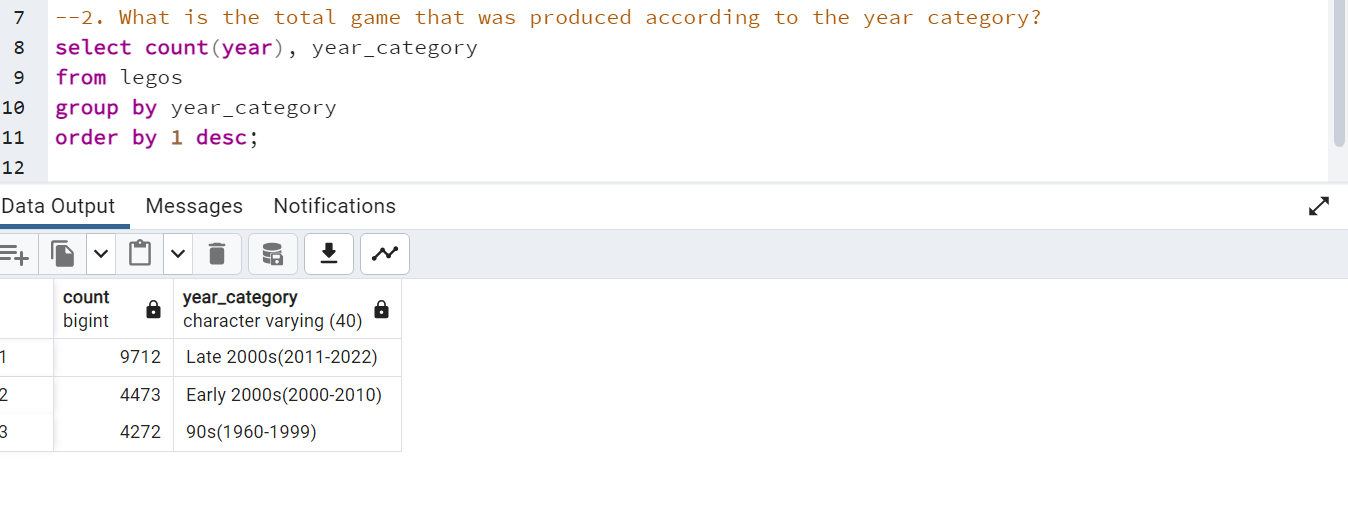 7 --2. What is the total game that was produced according to the year category?
8 select count(year), year_category
9 from legos
10 group by year_category
11 order by 1 desc;
12
Data Output Messages Notifications
count year_category
bigint character varying (40)
1 9712 Late 2000s(2011-2022)
2 4473 Early 2000s(2000-2010)
3 4272 90s(1960-1999)